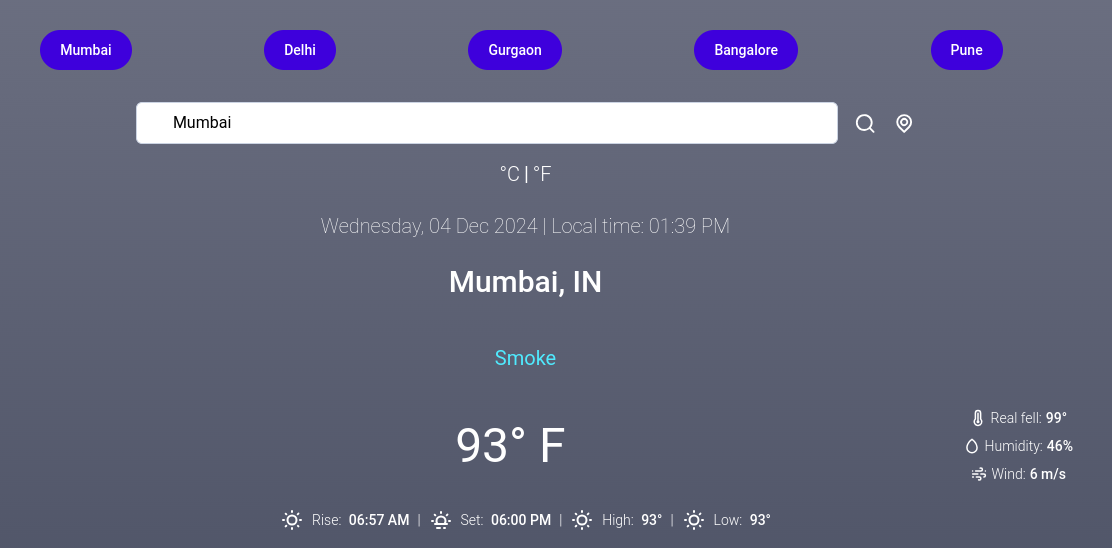 Mumbai Delhi Gurgaon Bangalore Pune
Mumbai
°C | °F
Wednesday, 04 Dec 2024 | Local time: 01:39 PM
Mumbai, IN
Smoke
93° F
Real fell: 99°
Humidity: 46%
Wind: 6 m/s
Rise: 06:57 AM | Set: 06:00 PM | High: 93° | Low: 93°